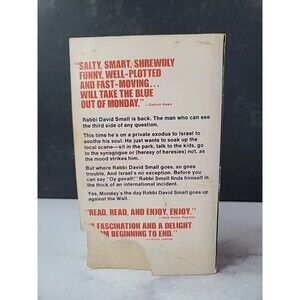 "SALTY, SMART, SHREWDLY
FUNNY, WELL-PLOTTED
AND FAST-MOVING...
WILL TAKE THE BLUE
OUT OF MONDAY."
—Detroit News
Rabbi David Small is back. The man who can see
the third side of any question.
This time he's on a private exodus to Israel to
soothe his soul. He just wants to soak up the
local scene—sit in the park, talk to the kids, go
to the synagogue or (heresy of heresies) not, as
the mood strikes him.
But where Rabbi David Small goes, so goes
trouble. And Israel's no exception. Before you
can say "Oy gevalt!" Rabbi Small finds himself in
the thick of an international incident.
Yes, Monday's the day Rabbi David Small goes up
against the Wall.
"READ, READ, AND ENJOY, ENJOY."
"A FASCINATION AND A DELIGHT
M BEGINNING TO END."